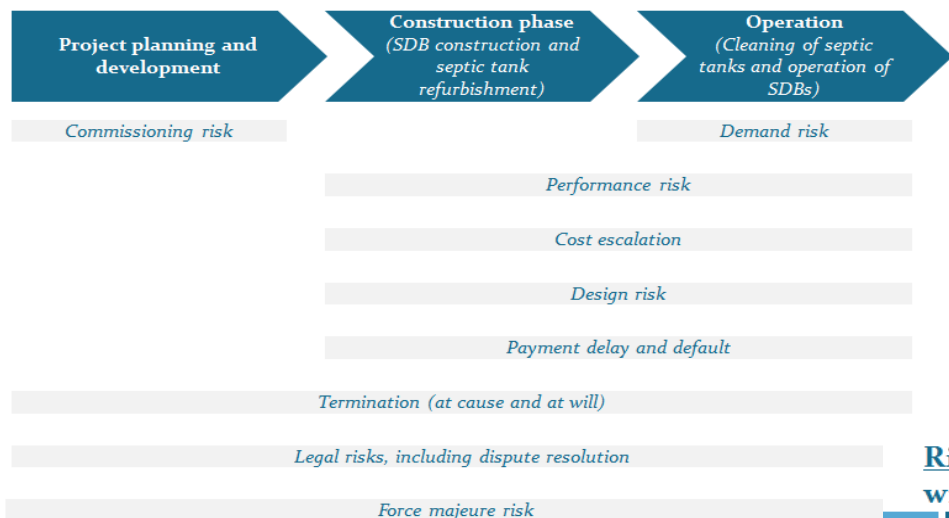 Project planning and
development
Construction phase
(SDB construction and
septic tank
refurbishment)
Operation
(Cleaning of septic
tanks and operation of
SDBs)
Commissioning risk
Demand risk
Performance risk
Cost escalation
Design risk
Payment delay and default
Termination (at cause and at will)
Legal risks, including dispute resolution
Force majeure risk